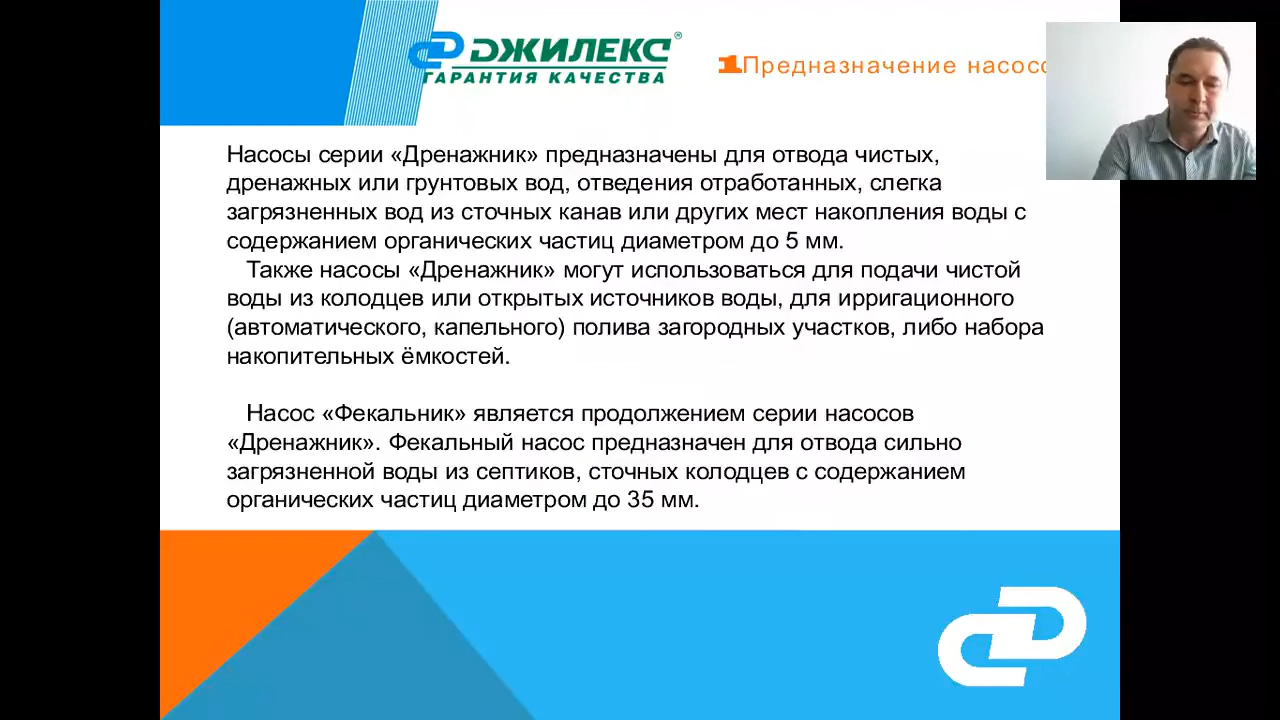 ДЖИЛЕКС®
ГАРАНТИЯ КАЧЕСТВА
1 Предназначение насосо
Насосы серии «Дренажник» предназначены для отвода чистых,
дренажных или грунтовых вод, отведения отработанных, слегка
загрязненных вод из сточных канав или других мест накопления воды с
содержанием органических частиц диаметром до 5 мм.
Также насосы «Дренажник» могут использоваться для подачи чистой
воды из колодцев или открытых источников воды, для ирригационного
(автоматического, капельного) полива загородных участков, либо набора
накопительных ёмкостей.
Насос «Фекальник» является продолжением серии насосов
«Дренажник». Фекальный насос предназначен для отвода сильно
загрязненной воды из септиков, сточных колодцев с содержанием
органических частиц диаметром до 35 мм.